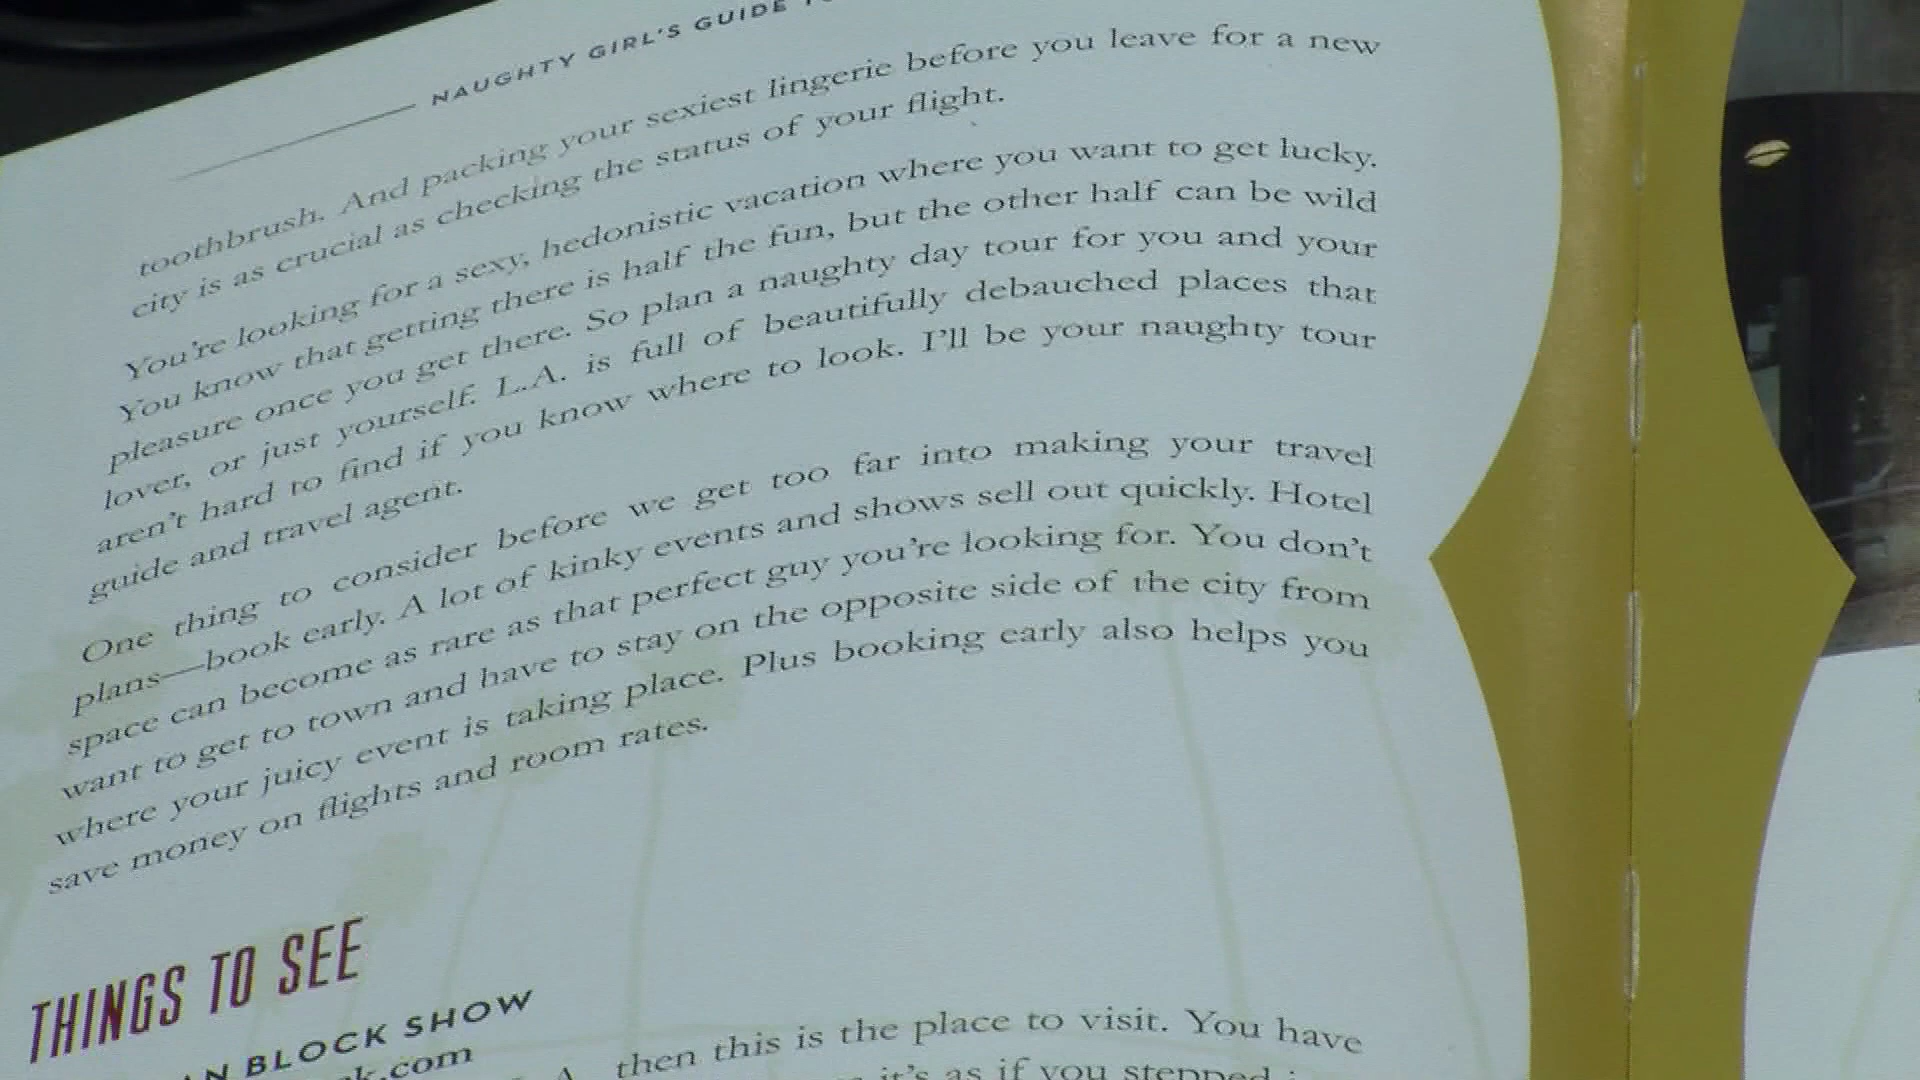 NAUGHTY GIRL'S GUIDE
toothbrush. And packing your sexiest lingerie before you leave for a new
city is as crucial as checking the status of your flight.
You're looking for a sexy, hedonistic vacation where you want to get lucky.
You know that getting there is half the fun, but the other half can be wild
pleasure once you get there. So plan a naughty day tour for you and your
lover, or just yourself. L.A. is full of beautifully debauched places that
aren't hard to find if you know where to look. I'll be your naughty tour
guide and travel agent.
One thing to consider before we get too far into making your travel
plans—book early. A lot of kinky events and shows sell out quickly. Hotel
space can become as rare as that perfect guy you're looking for. You don't
want to get to town and have to stay on the opposite side of the city from
where your juicy event is taking place. Plus booking early also helps you
save money on flights and room rates.
THINGS TO SEE
N BLOCK SHOW
k.com
then this is the place to visit. You have
it's as if you stepped